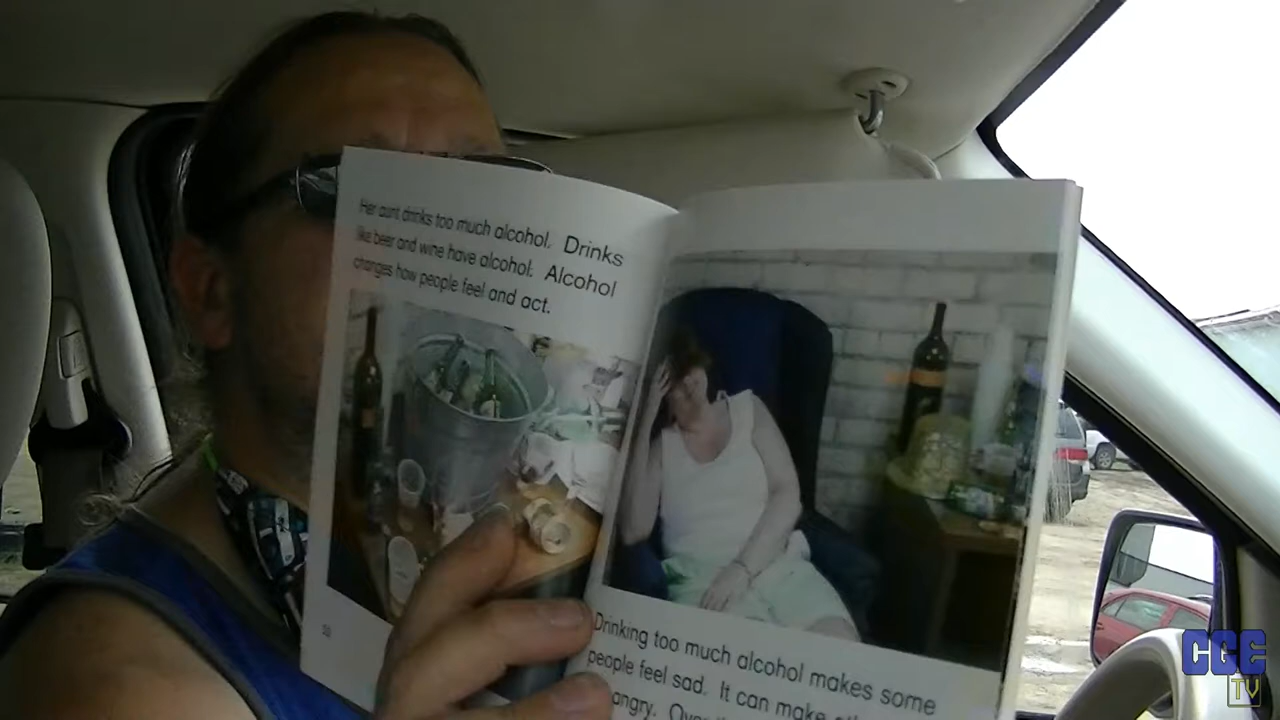 Her aunt drinks too much alcohol. Drinks
like beer and wine have alcohol. Alcohol
changes how people feel and act.
Drinking too much alcohol makes some
people feel sad. It can make
angry.
CGE
TV